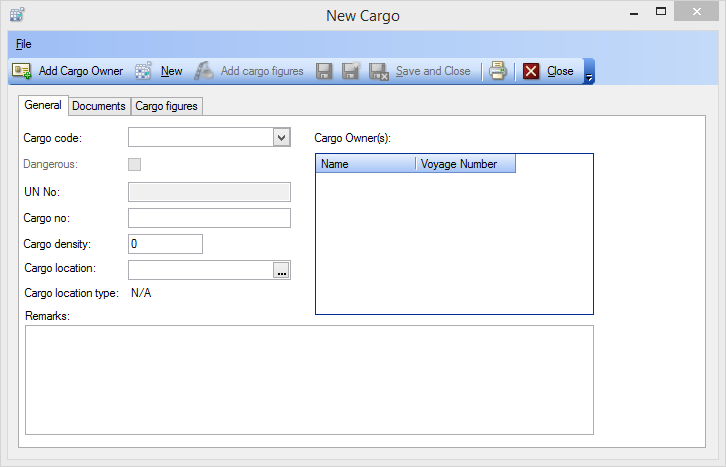 New Cargo
File
Add Cargo Owner New Add cargo figures Save and Close Close
General Documents Cargo figures
Cargo code: Cargo Owner(s):
Name Voyage Number
Dangerous:
UN No:
Cargo no:
Cargo density: 0
Cargo location: ...
Cargo location type: N/A
Remarks: